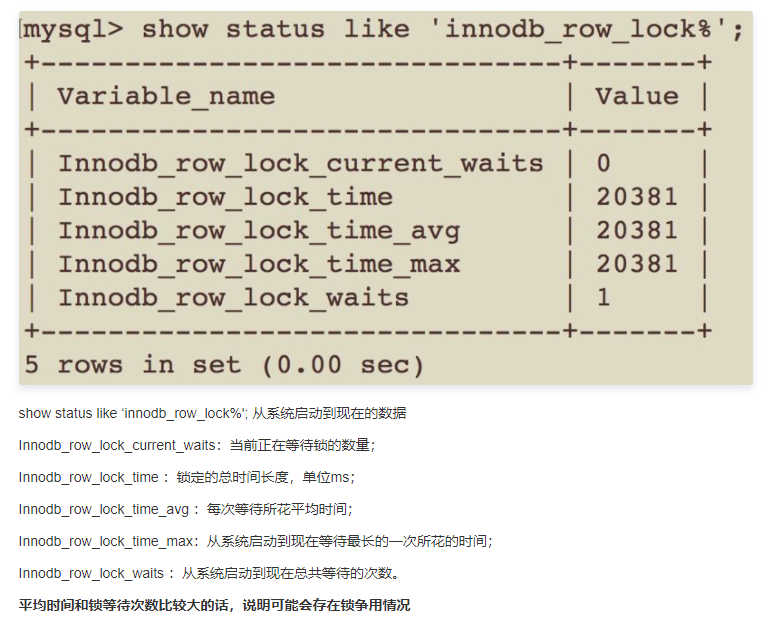 mysql> show status like 'innodb_row_lock%';
+-------------------------------+-------+
| Variable_name                 | Value |
+-------------------------------+-------+
| Innodb_row_lock_current_waits | 0     |
| Innodb_row_lock_time          | 20381 |
| Innodb_row_lock_time_avg      | 20381 |
| Innodb_row_lock_time_max      | 20381 |
| Innodb_row_lock_waits         | 1     |
+-------------------------------+-------+
5 rows in set (0.00 sec)
show status like ‘innodb_row_lock%'; 从系统启动到现在的数据
Innodb_row_lock_current_waits：当前正在等待锁的数量；
Innodb_row_lock_time ：锁定的总时间长度，单位ms；
Innodb_row_lock_time_avg ：每次等待所花平均时间；
Innodb_row_lock_time_max：从系统启动到现在等待最长的一次所花的时间；
Innodb_row_lock_waits ：从系统启动到现在总共等待的次数。
平均时间和锁等待次数比较大的话，说明可能会存在锁争用情况